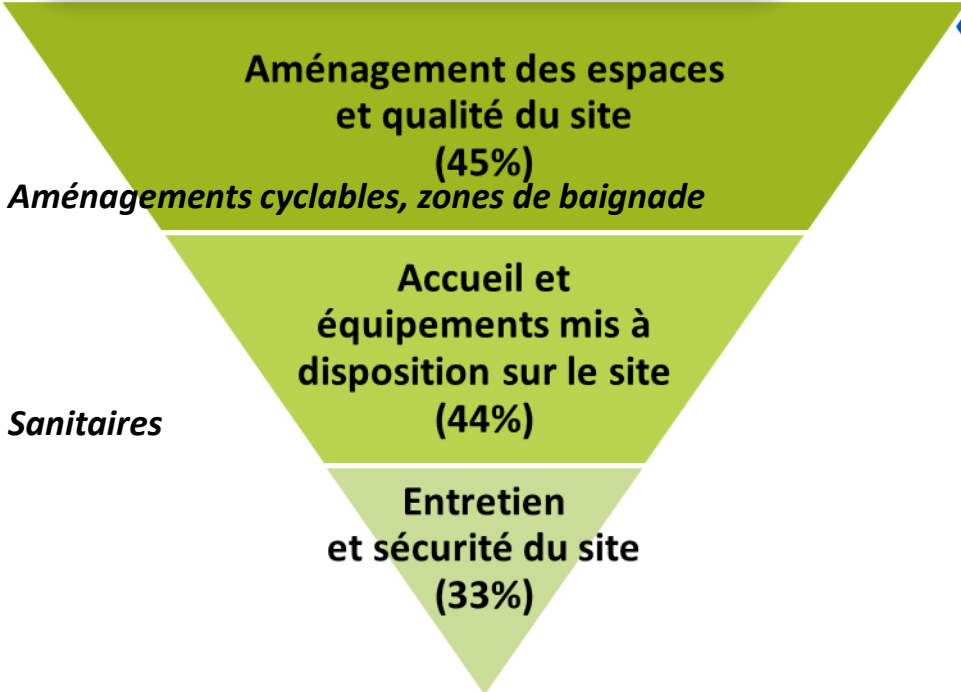 Aménagement des espaces
et qualité du site
(45%)
Aménagements cyclables, zones de baignade
Accueil et
équipements mis à
disposition sur le site
(44%)
Sanitaires
Entretien
et sécurité du site
(33%)